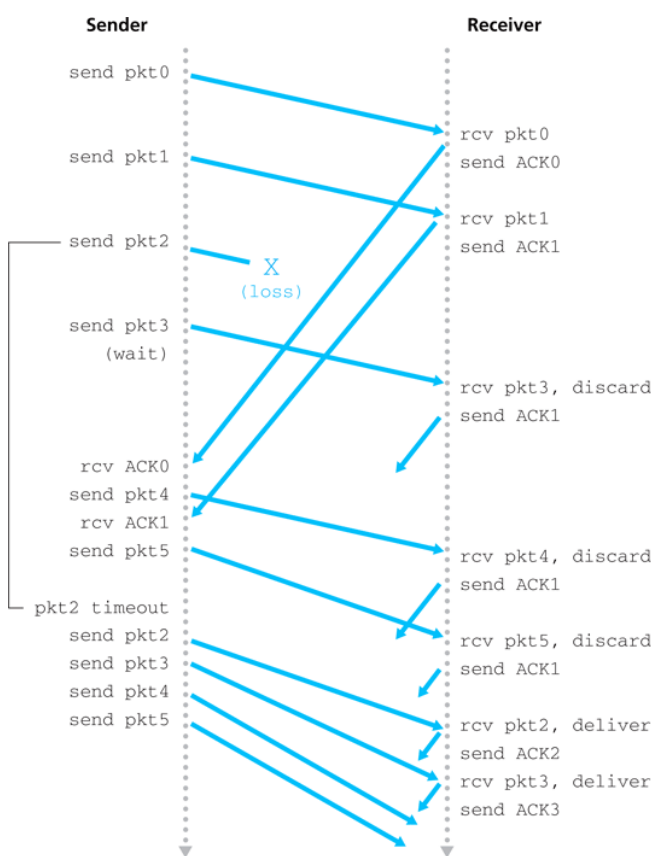 Sender
Receiver
send pkt0
rcv pkt0
send ACK0
send pkt1
rcv pkt1
send ACK1
send pkt2
X
(loss)
send pkt3
(wait)
rcv pkt3, discard
send ACK1
rcv ACK0
send pkt4
rcv ACK1
send pkt5
rcv pkt4, discard
send ACK1
pkt2 timeout
send pkt2
send pkt3
send pkt4
send pkt5
rcv pkt5, discard
send ACK1
rcv pkt2, deliver
send ACK2
rcv pkt3, deliver
send ACK3